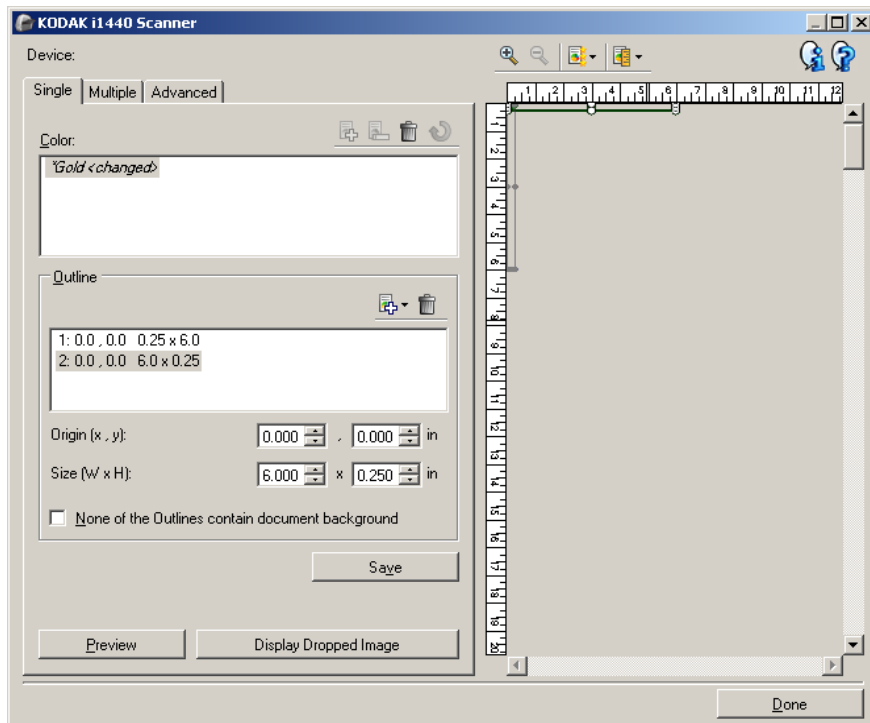 KODAK i1440 Scanner
Device:
Single Multiple Advanced
Color:
*Gold <changed>
Outline
1: 0.0 , 0.0 0.25 x 6.0
2: 0.0 , 0.0 6.0 x 0.25
Origin (x , y): 0.000 , 0.000 in
Size (W x H): 6.000 x 0.250 in
None of the Outlines contain document background
Save
Preview Display Dropped Image
1 2 3 4 5 6 7 8 9 10 11 12
1
2
3
4
5
6
7
8
9
10
11
12
13
14
15
16
17
18
19
20
Done